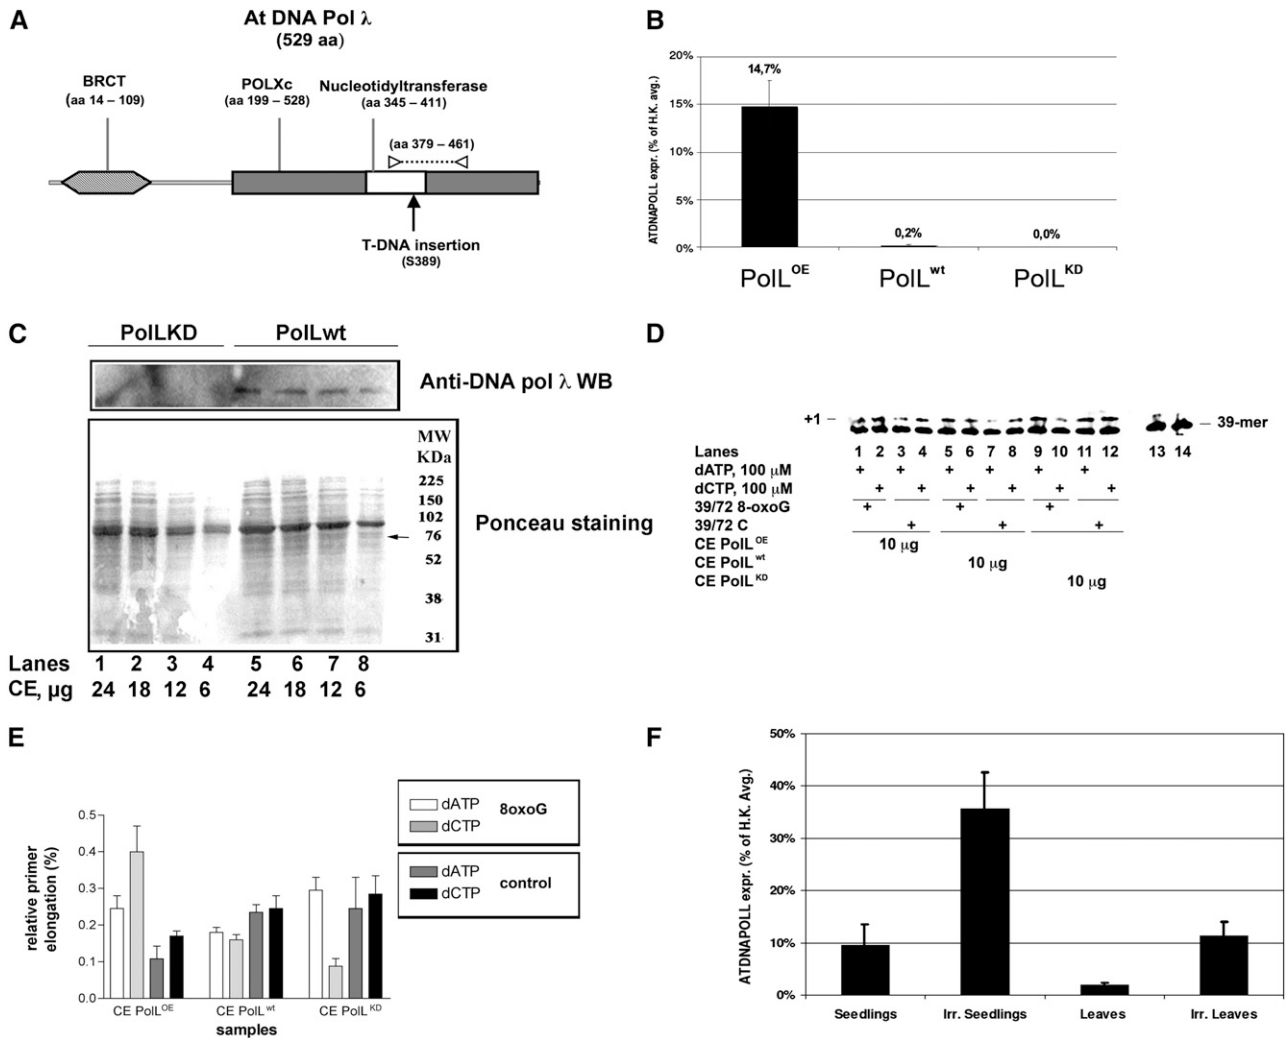 A
At DNA Pol λ
(529 aa)
BRCT
(aa 14 – 109)
POLXc
(aa 199 – 528)
Nucleotidyltransferase
(aa 345 – 411)
(aa 379 – 461)
T-DNA insertion
(S389)
B
ATDNAPOLL expr. (% of H.K. avg.)
20%
15%
10%
5%
0%
14,7%
0,2%
0,0%
PolL^OE PolL^wt PolL^KD
C
PolLKD PolLwt
Anti-DNA pol λ WB
MW
KDa
225
150
102
76
52
38
31
Ponceau staining
Lanes 1 2 3 4 5 6 7 8
CE, µg 24 18 12 6 24 18 12 6
D
+1
39-mer
Lanes 1 2 3 4 5 6 7 8 9 10 11 12 13 14
dATP, 100 µM + + + + + +
dCTP, 100 µM + + + + + +
39/72 8-oxoG + + +
39/72 C + + +
CE PolL^OE 10 µg
CE PolL^wt 10 µg
CE PolL^KD 10 µg
E
relative primer
elongation (%)
0.5
0.4
0.3
0.2
0.1
0.0
CE PolL^OE CE PolL^wt CE PolL^KD
samples
dATP 8oxoG
dCTP
dATP control
dCTP
F
ATDNAPOLL expr. (% of H.K. Avg.)
50%
40%
30%
20%
10%
0%
Seedlings Irr. Seedlings Leaves Irr. Leaves